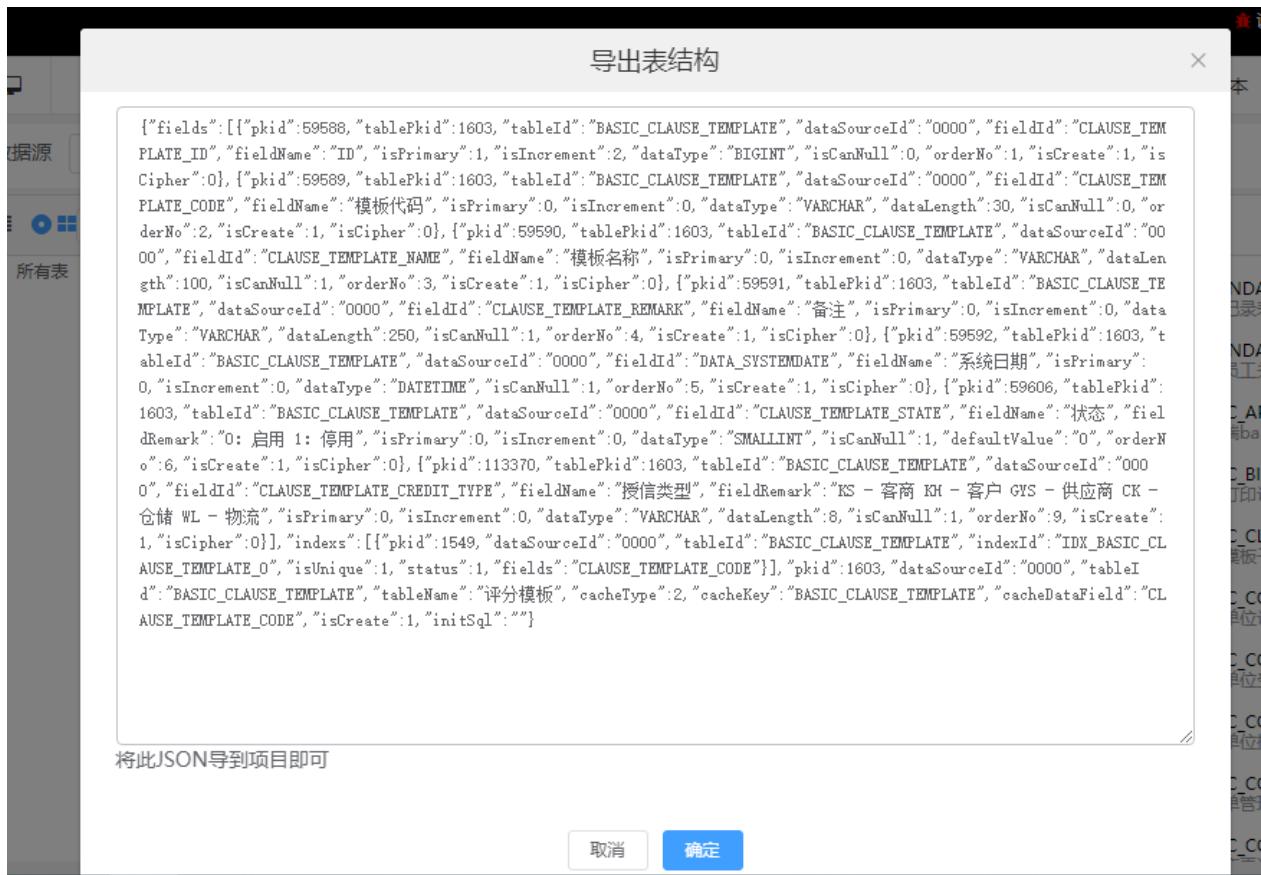 导出表结构
本
数据源
所有表
{"fields":[{"pkid":59588,"tablePkid":1603,"tableId":"BASIC_CLAUSE_TEMPLATE","dataSourceId":"0000","fieldId":"CLAUSE_TEM
PLATE_ID","fieldName":"ID","isPrimary":1,"isIncrement":2,"dataType":"BIGINT","isCanNull":0,"orderNo":1,"isCreate":1,"is
Cipher":0},{"pkid":59589,"tablePkid":1603,"tableId":"BASIC_CLAUSE_TEMPLATE","dataSourceId":"0000","fieldId":"CLAUSE_TEM
PLATE_CODE","fieldName":"模板代码","isPrimary":0,"isIncrement":0,"dataType":"VARCHAR","dataLength":30,"isCanNull":0,"or
derNo":2,"isCreate":1,"isCipher":0},{"pkid":59590,"tablePkid":1603,"tableId":"BASIC_CLAUSE_TEMPLATE","dataSourceId":"00
00","fieldId":"CLAUSE_TEMPLATE_NAME","fieldName":"模板名称","isPrimary":0,"isIncrement":0,"dataType":"VARCHAR","dataLen
gth":100,"isCanNull":1,"orderNo":3,"isCreate":1,"isCipher":0},{"pkid":59591,"tablePkid":1603,"tableId":"BASIC_CLAUSE_TE
MPLATE","dataSourceId":"0000","fieldId":"CLAUSE_TEMPLATE_REMARK","fieldName":"备注","isPrimary":0,"isIncrement":0,"data
Type":"VARCHAR","dataLength":250,"isCanNull":1,"orderNo":4,"isCreate":1,"isCipher":0},{"pkid":59592,"tablePkid":1603,"t
ableId":"BASIC_CLAUSE_TEMPLATE","dataSourceId":"0000","fieldId":"DATA_SYSTEMDATE","fieldName":"系统日期","isPrimary":
0,"isIncrement":0,"dataType":"DATETIME","isCanNull":1,"orderNo":5,"isCreate":1,"isCipher":0},{"pkid":59606,"tablePkid":
1603,"tableId":"BASIC_CLAUSE_TEMPLATE","dataSourceId":"0000","fieldId":"CLAUSE_TEMPLATE_STATE","fieldName":"状态","fiel
dRemark":"0：启用 1：停用","isPrimary":0,"isIncrement":0,"dataType":"SMALLINT","isCanNull":1,"defaultValue":"0","orderN
o":6,"isCreate":1,"isCipher":0},{"pkid":113370,"tablePkid":1603,"tableId":"BASIC_CLAUSE_TEMPLATE","dataSourceId":"000
0","fieldId":"CLAUSE_TEMPLATE_CREDIT_TYPE","fieldName":"授信类型","fieldRemark":"KS - 客商 KH - 客户 GYS - 供应商 CK -
仓储 WL - 物流","isPrimary":0,"isIncrement":0,"dataType":"VARCHAR","dataLength":8,"isCanNull":1,"orderNo":9,"isCreate":
1,"isCipher":0}],"indexs":[{"pkid":1549,"dataSourceId":"0000","tableId":"BASIC_CLAUSE_TEMPLATE","indexId":"IDX_BASIC_CL
AUSE_TEMPLATE_0","isUnique":1,"status":1,"fields":"CLAUSE_TEMPLATE_CODE"}],"pkid":1603,"dataSourceId":"0000","tableI
d":"BASIC_CLAUSE_TEMPLATE","tableName":"评分模板","cacheType":2,"cacheKey":"BASIC_CLAUSE_TEMPLATE","cacheDataField":"CL
AUSE_TEMPLATE_CODE","isCreate":1,"initSql":""}
将此JSON导到项目即可
取消
确定